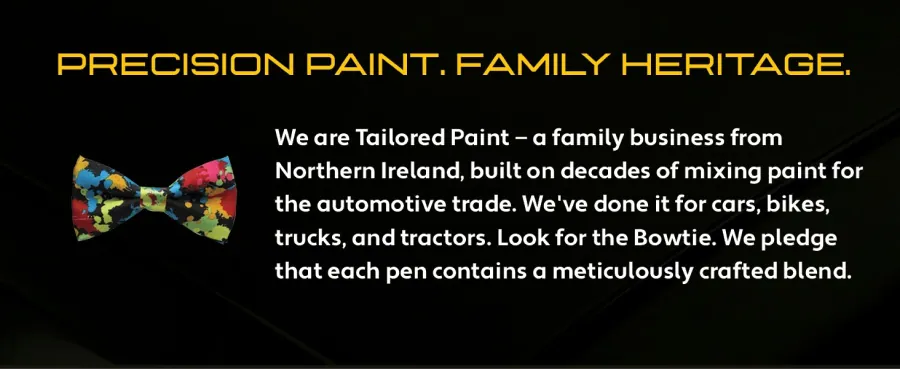 PRECISION PAINT. FAMILY HERITAGE.
We are Tailored Paint – a family business from
Northern Ireland, built on decades of mixing paint for
the automotive trade. We've done it for cars, bikes,
trucks, and tractors. Look for the Bowtie. We pledge
that each pen contains a meticulously crafted blend.